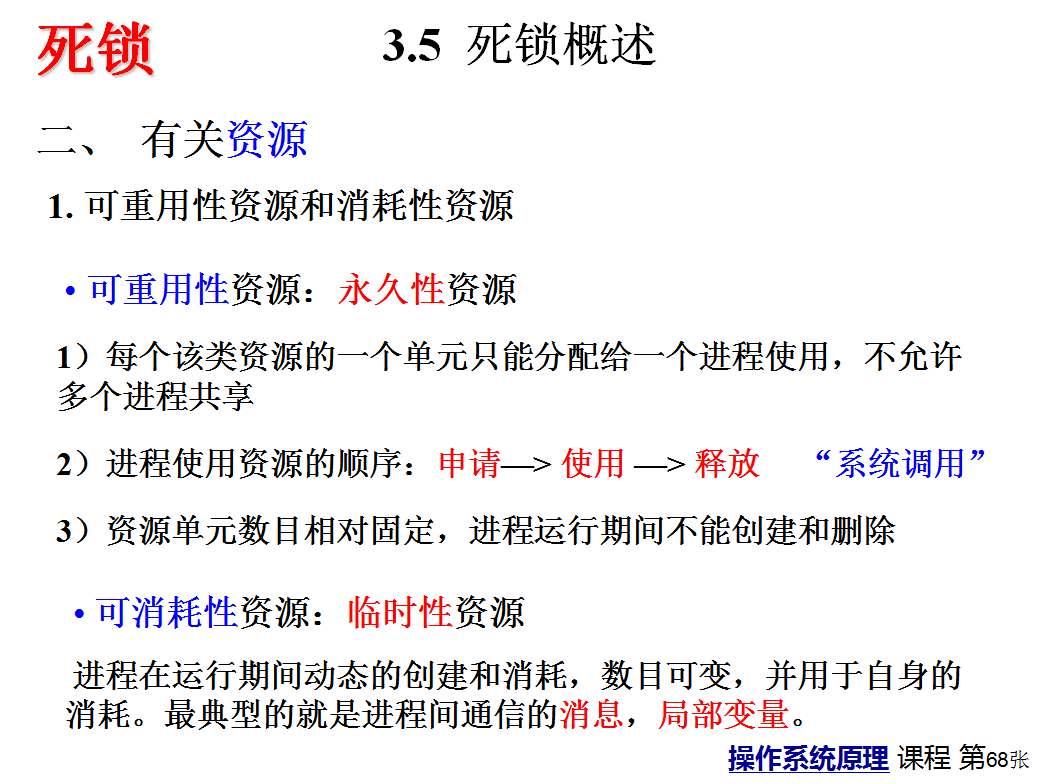 死锁
3.5 死锁概述
二、 有关资源
1. 可重用性资源和消耗性资源
• 可重用性资源：永久性资源
1）每个该类资源的一个单元只能分配给一个进程使用，不允许
多个进程共享
2）进程使用资源的顺序：申请—> 使用 —> 释放 “系统调用”
3）资源单元数目相对固定，进程运行期间不能创建和删除
• 可消耗性资源：临时性资源
进程在运行期间动态的创建和消耗，数目可变，并用于自身的
消耗。最典型的就是进程间通信的消息，局部变量。
操作系统原理 课程 第68张